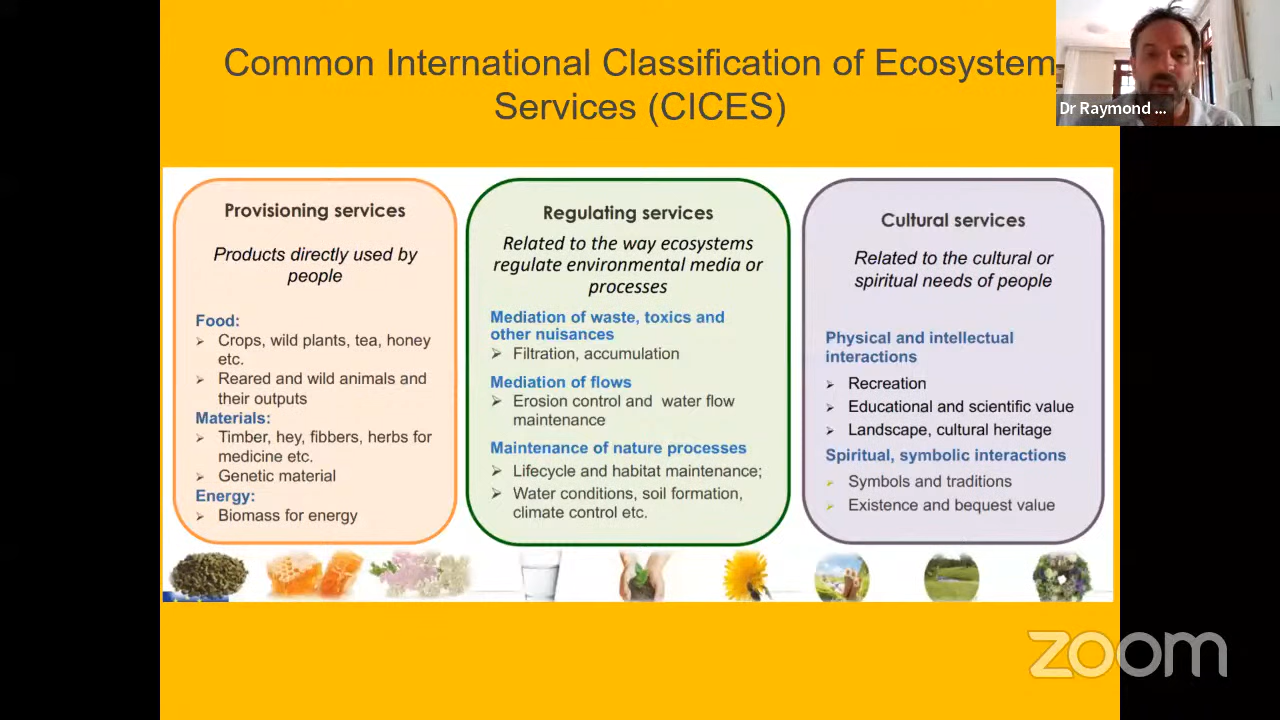 Common International Classification of Ecosystem
Services (CICES)
Dr Raymond ...
Provisioning services
Products directly used by
people
Food:
➢ Crops, wild plants, tea, honey
etc.
➢ Reared and wild animals and
their outputs
Materials:
➢ Timber, hey, fibbers, herbs for
medicine etc.
➢ Genetic material
Energy:
➢ Biomass for energy
Regulating services
Related to the way ecosystems
regulate environmental media or
processes
Mediation of waste, toxics and
other nuisances
➢ Filtration, accumulation
Mediation of flows
➢ Erosion control and water flow
maintenance
Maintenance of nature processes
➢ Lifecycle and habitat maintenance;
➢ Water conditions, soil formation,
climate control etc.
Cultural services
Related to the cultural or
spiritual needs of people
Physical and intellectual
interactions
➢ Recreation
➢ Educational and scientific value
➢ Landscape, cultural heritage
Spiritual, symbolic interactions
➢ Symbols and traditions
➢ Existence and bequest value
zoom